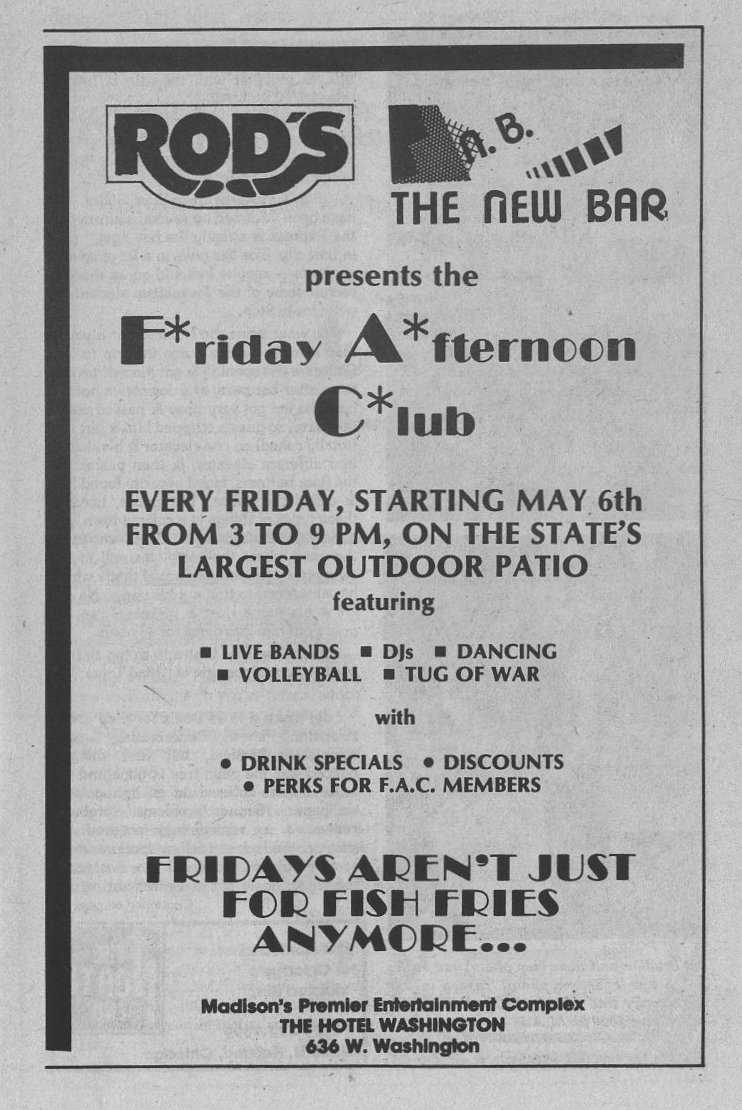 ROD'S
N.B.
THE NEW BAR
presents the
F*riday A*fternoon
C*lub
EVERY FRIDAY, STARTING MAY 6th
FROM 3 TO 9 PM, ON THE STATE'S
LARGEST OUTDOOR PATIO
featuring
■ LIVE BANDS ■ DJs ■ DANCING
■ VOLLEYBALL ■ TUG OF WAR
with
● DRINK SPECIALS ● DISCOUNTS
● PERKS FOR F.A.C. MEMBERS
FRIDAYS AREN'T JUST
FOR FISH FRIES
ANYMORE...
Madison's Premier Entertainment Complex
THE HOTEL WASHINGTON
636 W. Washington